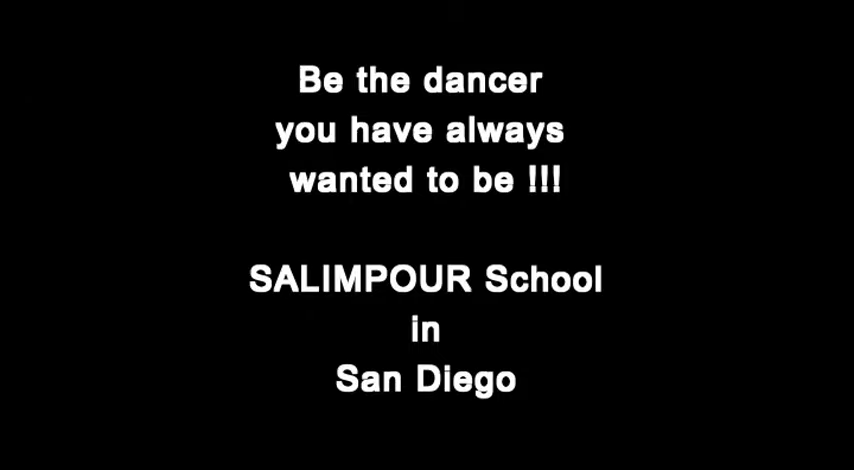 Be the dancer
you have always
wanted to be !!!
SALIMPOUR School
in
San Diego